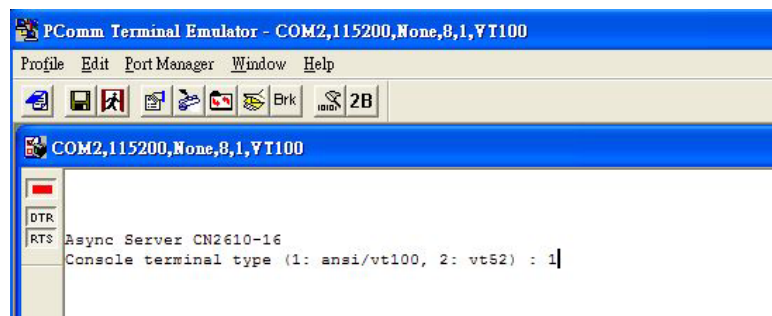 PComm Terminal Emulator - COM2,115200,None,8,1,VT100
Profile Edit Port Manager Window Help
Brk 2B
COM2,115200,None,8,1,VT100
DTR
RTS
Async Server CN2610-16
Console terminal type (1: ansi/vt100, 2: vt52) : 1